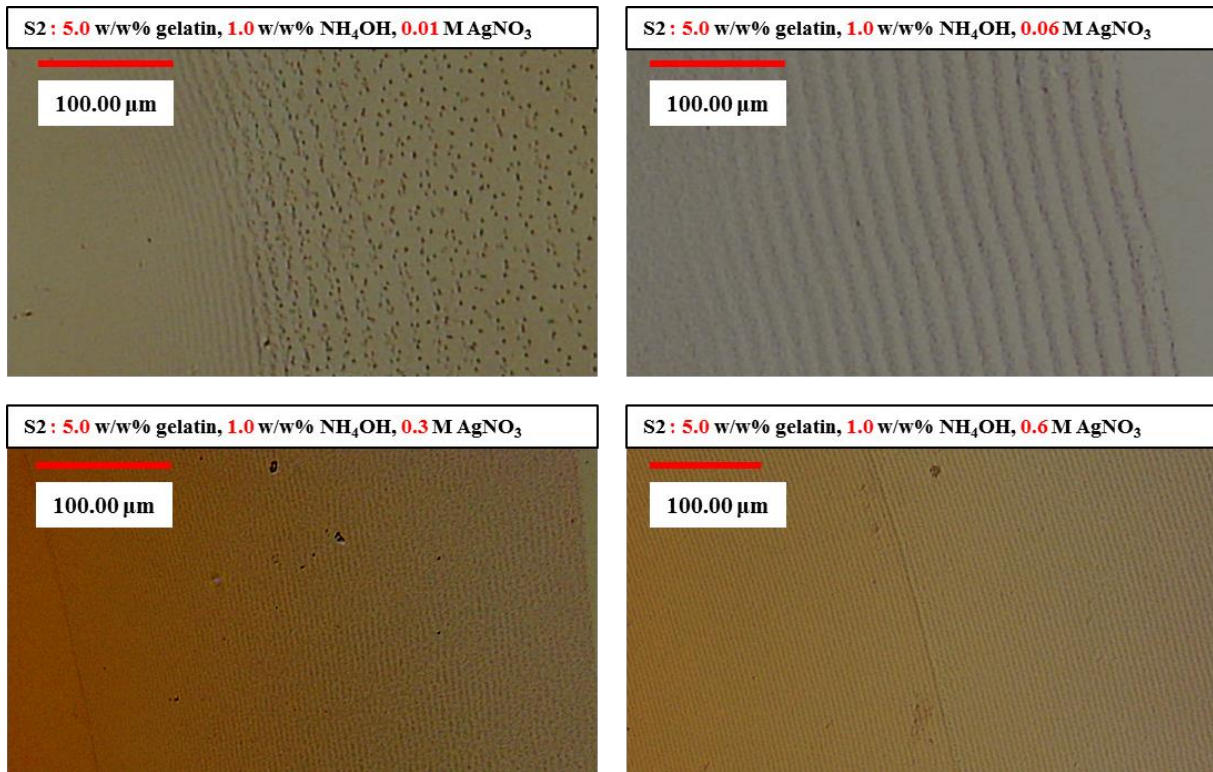 S2 : 5.0 w/w% gelatin, 1.0 w/w% NH₄OH, 0.01 M AgNO₃
100.00 µm
S2 : 5.0 w/w% gelatin, 1.0 w/w% NH₄OH, 0.06 M AgNO₃
100.00 µm
S2 : 5.0 w/w% gelatin, 1.0 w/w% NH₄OH, 0.3 M AgNO₃
100.00 µm
S2 : 5.0 w/w% gelatin, 1.0 w/w% NH₄OH, 0.6 M AgNO₃
100.00 µm